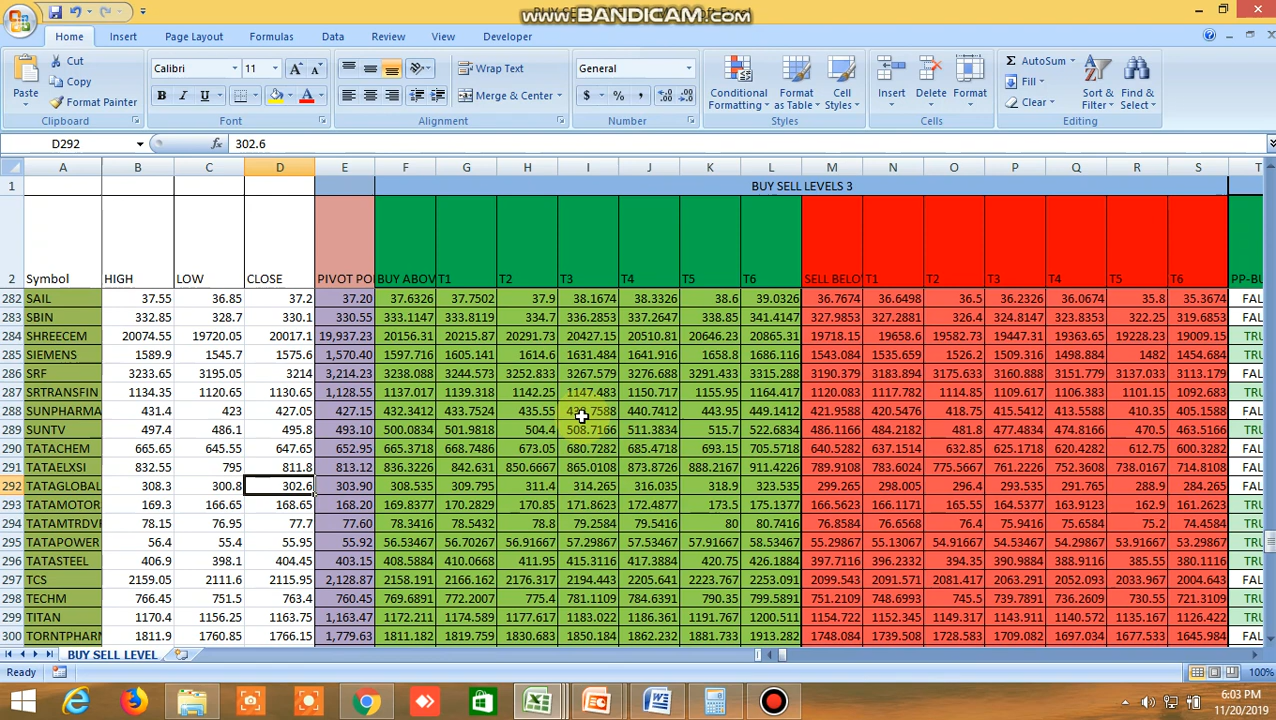 www.BANDICAM.com
Home Insert Page Layout Formulas Data Review View Developer
Paste
Cut
Copy
Format Painter
Calibri 11
Wrap Text
Merge & Center
General
Conditional Formatting
Format as Table
Cell Styles
Insert
Delete
Format
AutoSum
Fill
Clear
Sort & Filter
Find & Select
Clipboard Font Alignment Number Styles Cells Editing
D292 fx 302.6
A B C D E F G H I J K L M N O P Q R S T
1 BUY SELL LEVELS 3
2 Symbol HIGH LOW CLOSE PIVOT PO BUY ABOV T1 T2 T3 T4 T5 T6 SELL BELO T1 T2 T3 T4 T5 T6 PP-BU
282 SAIL 37.55 36.85 37.2 37.20 37.6326 37.7502 37.9 38.1674 38.3326 38.6 39.0326 36.7674 36.6498 36.5 36.2326 36.0674 35.8 35.3674 FAL
283 SBIN 332.85 328.7 330.1 330.55 333.1147 333.8119 334.7 336.2853 337.2647 338.85 341.4147 327.9853 327.2881 326.4 324.8147 323.8353 322.25 319.6853 FAL
284 SHREECEM 20074.55 19720.05 20017.1 19,937.23 20156.31 20215.87 20291.73 20427.15 20510.81 20646.23 20865.31 19718.15 19658.6 19582.73 19447.31 19363.65 19228.23 19009.15 TRU
285 SIEMENS 1589.9 1545.7 1575.6 1,570.40 1597.716 1605.141 1614.6 1631.484 1641.916 1658.8 1686.116 1543.084 1535.659 1526.2 1509.316 1498.884 1482 1454.684 TRU
286 SRF 3233.65 3195.05 3214 3,214.23 3238.088 3244.573 3252.833 3267.579 3276.688 3291.433 3315.288 3190.379 3183.894 3175.633 3160.888 3151.779 3137.033 3113.179 FAL
287 SRTRANSFIN 1134.35 1120.65 1130.65 1,128.55 1137.017 1139.318 1142.25 1147.483 1150.717 1155.95 1164.417 1120.083 1117.782 1114.85 1109.617 1106.383 1101.15 1092.683 TRU
288 SUNPHARMA 431.4 423 427.05 427.15 432.3412 433.7524 435.55 7588 440.7412 443.95 449.1412 421.9588 420.5476 418.75 415.5412 413.5588 410.35 405.1588 FAL
289 SUNTV 497.4 486.1 495.8 493.10 500.0834 501.9818 504.4 508.7166 511.3834 515.7 522.6834 486.1166 484.2182 481.8 477.4834 474.8166 470.5 463.5166 TRU
290 TATACHEM 665.65 645.55 647.65 652.95 665.3718 668.7486 673.05 680.7282 685.4718 693.15 705.5718 640.5282 637.1514 632.85 625.1718 620.4282 612.75 600.3282 FAL
291 TATAELXSI 832.55 795 811.8 813.12 836.3226 842.631 850.6667 865.0108 873.8726 888.2167 911.4226 789.9108 783.6024 775.5667 761.2226 752.3608 738.0167 714.8108 FAL
292 TATAGLOBAL 308.3 300.8 302.6 303.90 308.535 309.795 311.4 314.265 316.035 318.9 323.535 299.265 298.005 296.4 293.535 291.765 288.9 284.265 FAL
293 TATAMOTOR 169.3 166.65 168.65 168.20 169.8377 170.2829 170.85 171.8623 172.4877 173.5 175.1377 166.5623 166.1171 165.55 164.5377 163.9123 162.9 161.2623 TRU
294 TATAMTRDVF 78.15 76.95 77.7 77.60 78.3416 78.5432 78.8 79.2584 79.5416 80 80.7416 76.8584 76.6568 76.4 75.9416 75.6584 75.2 74.4584 TRU
295 TATAPOWER 56.4 55.4 55.95 55.92 56.53467 56.70267 56.91667 57.29867 57.53467 57.91667 58.53467 55.29867 55.13067 54.91667 54.53467 54.29867 53.91667 53.29867 TRU
296 TATASTEEL 406.9 398.1 404.45 403.15 408.5884 410.0668 411.95 415.3116 417.3884 420.75 426.1884 397.7116 396.2332 394.35 390.9884 388.9116 385.55 380.1116 TRU
297 TCS 2159.05 2111.6 2115.95 2,128.87 2158.191 2166.162 2176.317 2194.443 2205.641 2223.767 2253.091 2099.543 2091.571 2081.417 2063.291 2052.093 2033.967 2004.643 FAL
298 TECHM 766.45 751.5 763.4 760.45 769.6891 772.2007 775.4 781.1109 784.6391 790.35 799.5891 751.2109 748.6993 745.5 739.7891 736.2609 730.55 721.3109 TRU
299 TITAN 1170.4 1156.25 1163.75 1,163.47 1172.211 1174.589 1177.617 1183.022 1186.361 1191.767 1200.511 1154.722 1152.345 1149.317 1143.911 1140.572 1135.167 1126.422 TRU
300 TORNTPHARM 1811.9 1760.85 1766.15 1,779.63 1811.182 1819.759 1830.683 1850.184 1862.232 1881.733 1913.282 1748.084 1739.508 1728.583 1709.082 1697.034 1677.533 1645.984 FAL
BUY SELL LEVEL
Ready 100%
6:03 PM
11/20/2019